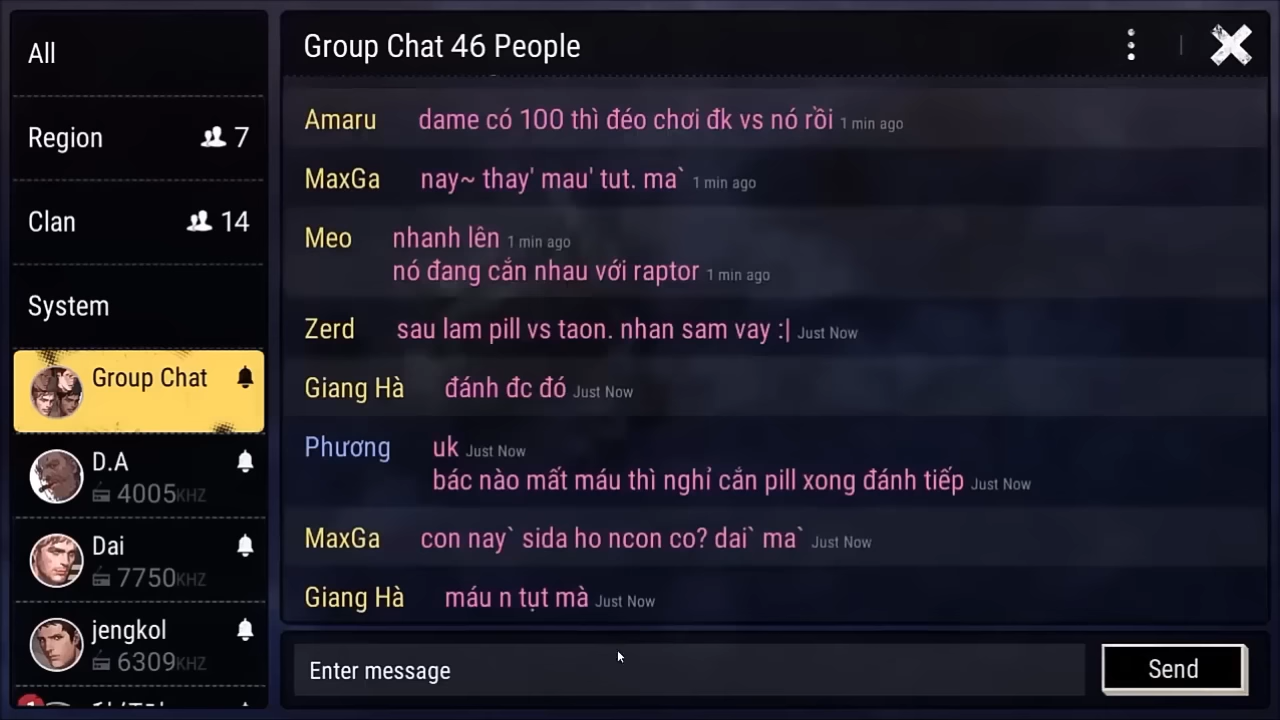 All
Region 7
Clan 14
System
Group Chat
D.A
4005KHZ
Dai
7750KHZ
jengkol
6309KHZ
Group Chat 46 People
Amaru dame có 100 thì đéo chơi đk vs nó rồi 1 min ago
MaxGa nay~ thay' mau' tut. ma` 1 min ago
Meo nhanh lên 1 min ago
nó đang cắn nhau với raptor 1 min ago
Zerd sau lam pill vs taon. nhan sam vay :| Just Now
Giang Hà đánh đc đó Just Now
Phương uk Just Now
bác nào mất máu thì nghỉ cắn pill xong đánh tiếp Just Now
MaxGa con nay` sida ho ncon co? dai` ma` Just Now
Giang Hà máu n tụt mà Just Now
Enter message
Send